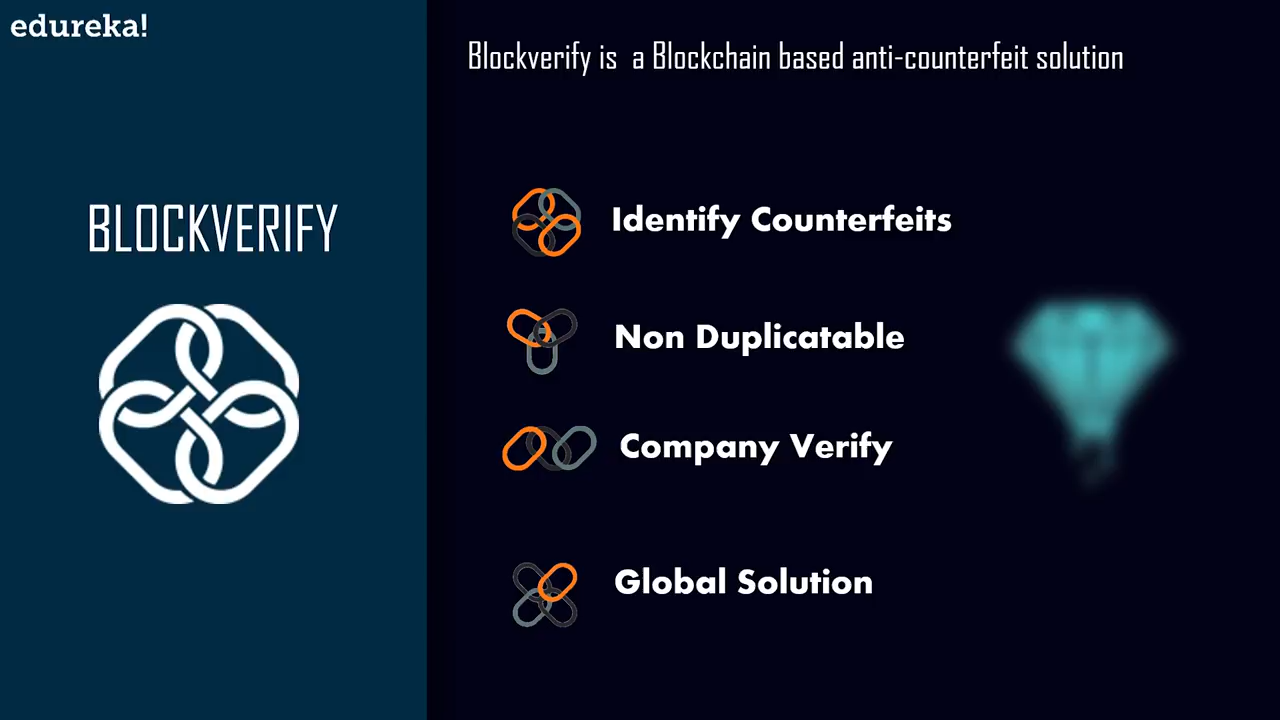 edureka!
Blockverify is a Blockchain based anti-counterfeit solution
BLOCKVERIFY
Identify Counterfeits
Non Duplicatable
Company Verify
Global Solution